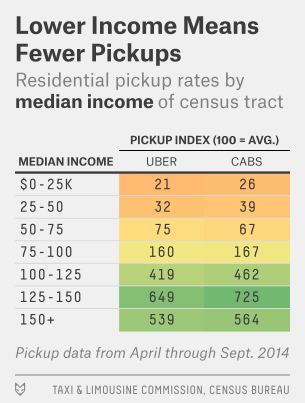 Lower Income Means
Fewer Pickups
Residential pickup rates by
median income of census tract
PICKUP INDEX (100 = AVG.)
MEDIAN INCOME UBER CABS
$0-25K 21 26
25-50 32 39
50-75 75 67
75-100 160 167
100-125 419 462
125-150 649 725
150+ 539 564
Pickup data from April through Sept. 2014
TAXI & LIMOUSINE COMMISSION, CENSUS BUREAU